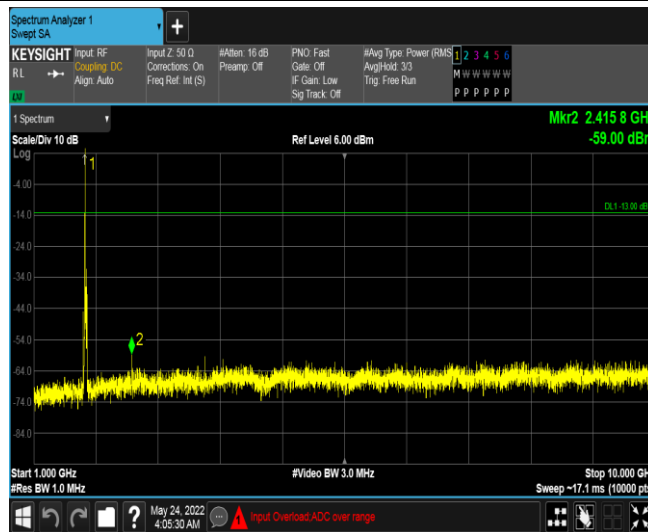 Spectrum Analyzer 1
Swept SA
+
KEYSIGHT
RL
Input: RF
Coupling: DC
Align: Auto
Input Z: 50 Ω
Corrections: On
Freq Ref: Int (S)
#Atten: 16 dB
Preamp: Off
PNO: Fast
Gate: Off
IF Gain: Low
Sig Track: Off
#Avg Type: Power (RMS
Avg|Hold: 3/3
Trig: Free Run
1 2 3 4 5 6
M W W W W W
P P P P P P
1 Spectrum
Scale/Div 10 dB
Log
Ref Level 6.00 dBm
Mkr2 2.415 8 GH
-59.00 dBr
1
-4.00
-14.0
DL1 -13.00 dB
-24.0
-34.0
-44.0
-54.0
2
-64.0
-74.0
-84.0
Start 1.000 GHz
#Res BW 1.0 MHz
#Video BW 3.0 MHz
Stop 10.000 GH
Sweep ~17.1 ms (10000 pts
?
May 24, 2022
4:05:30 AM
Input Overload;ADC over range